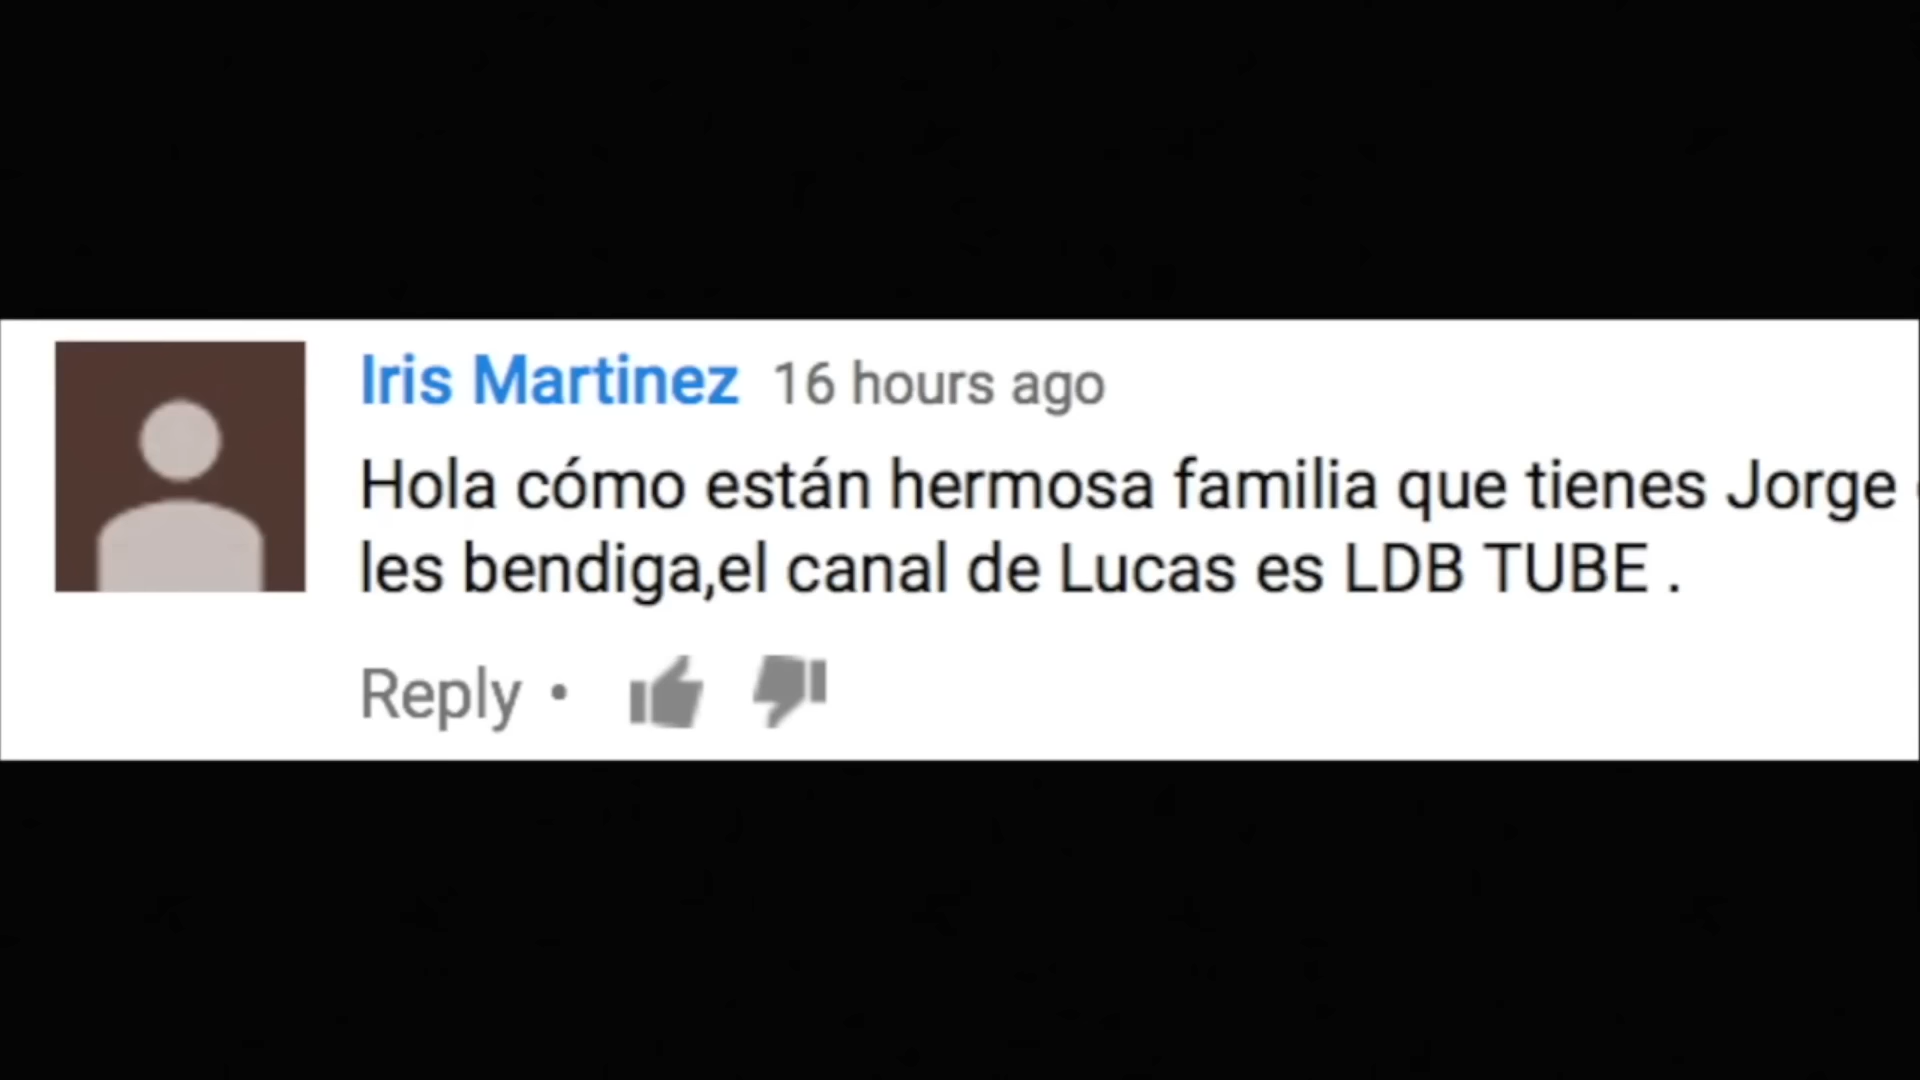 Iris Martinez 16 hours ago
Hola cómo están hermosa familia que tienes Jorge
les bendiga,el canal de Lucas es LDB TUBE .
Reply •